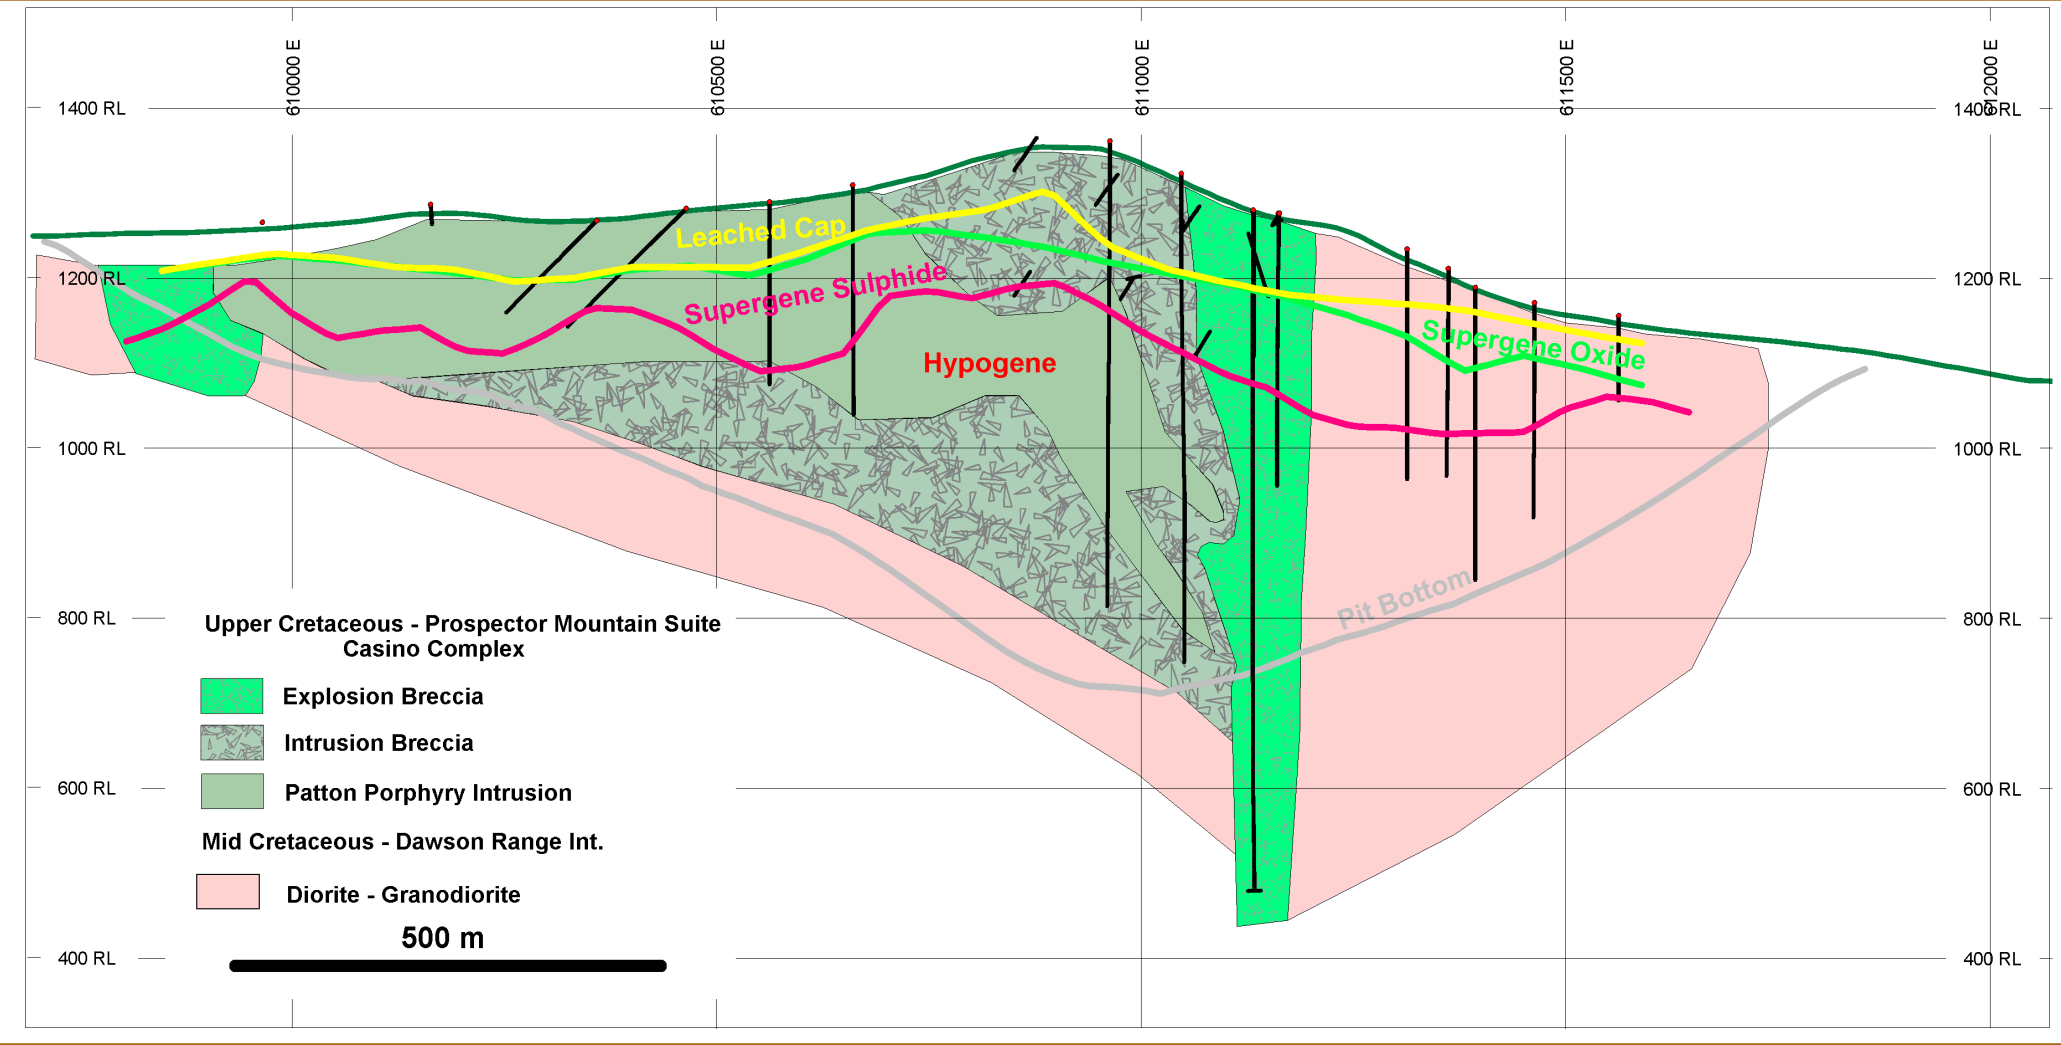 610000 E
610500 E
611000 E
611500 E
612000 E
1400 RL
1400 RL
Leached Cap
1200 RL
1200 RL
Supergene Sulphide
Supergene Oxide
Hypogene
1000 RL
1000 RL
Pit Bottom
800 RL
800 RL
Upper Cretaceous - Prospector Mountain Suite
Casino Complex
Explosion Breccia
Intrusion Breccia
600 RL
600 RL
Patton Porphyry Intrusion
Mid Cretaceous - Dawson Range Int.
Diorite - Granodiorite
500 m
400 RL
400 RL